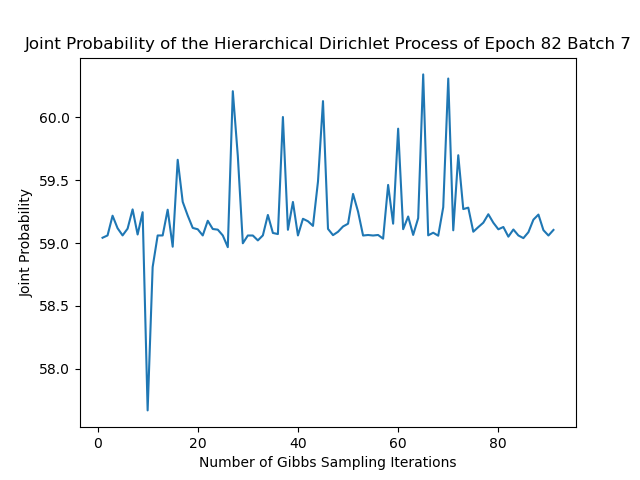 Joint Probability of the Hierarchical Dirichlet Process of Epoch 82 Batch 7
60.0
59.5
59.0
58.5
58.0
Joint Probability
0 20 40 60 80
Number of Gibbs Sampling Iterations